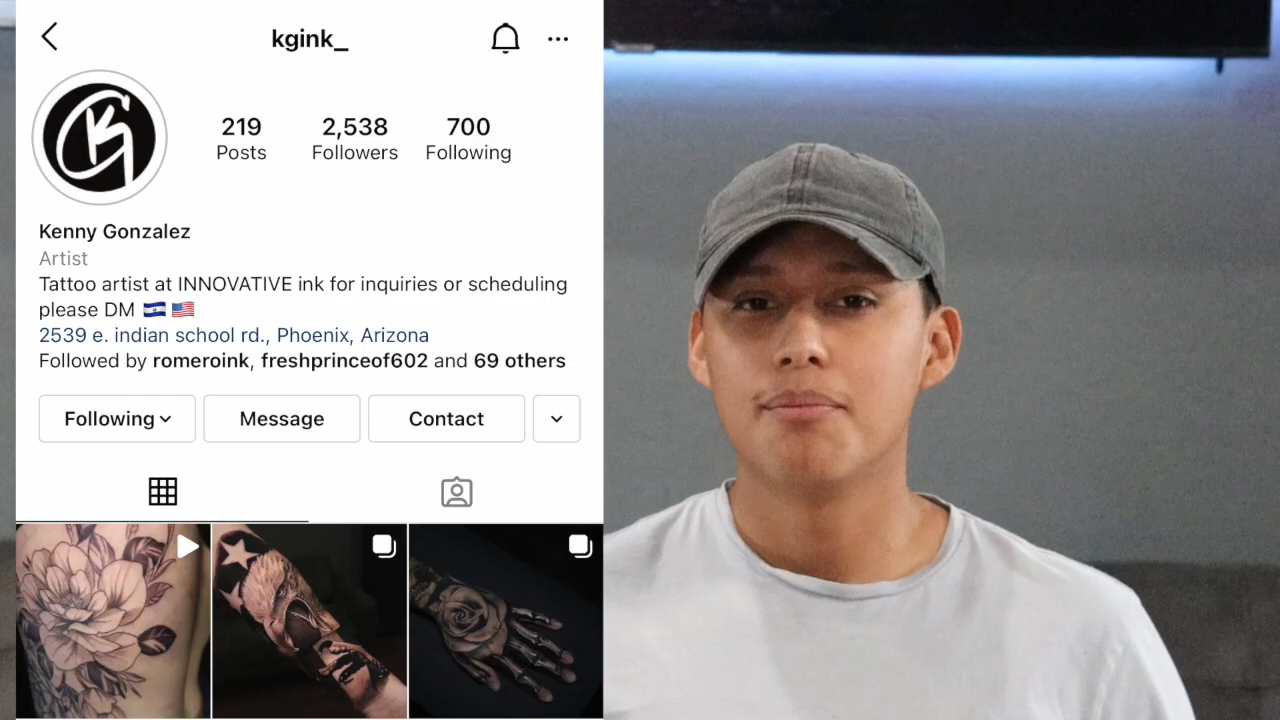 kgink_
219
Posts
2,538
Followers
700
Following
Kenny Gonzalez
Artist
Tattoo artist at INNOVATIVE ink for inquiries or scheduling
please DM 🇸🇻 🇺🇸
2539 e. indian school rd., Phoenix, Arizona
Followed by romeroink, freshprinceof602 and 69 others
Following
Message
Contact